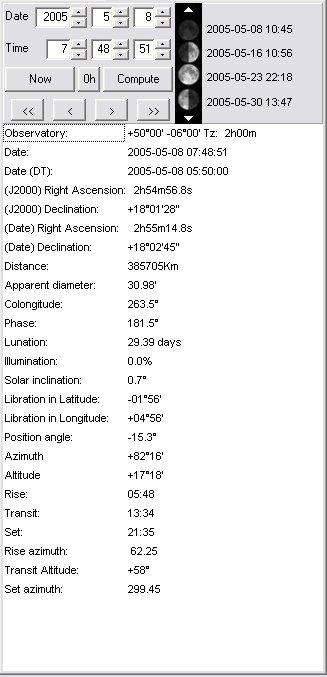 Date 2005 5 8
Time 7 48 51
Now 0h Compute
<< < > >>
2005-05-08 10:45
2005-05-16 10:56
2005-05-23 22:18
2005-05-30 13:47
Observatory: +50°00' -06°00' Tz: 2h00m
Date: 2005-05-08 07:48:51
Date (DT): 2005-05-08 05:50:00
(J2000) Right Ascension: 2h54m56.8s
(J2000) Declination: +18°01'28"
(Date) Right Ascension: 2h55m14.8s
(Date) Declination: +18°02'45"
Distance: 385705Km
Apparent diameter: 30.98'
Colongitude: 263.5°
Phase: 181.5°
Lunation: 29.39 days
Illumination: 0.0%
Solar inclination: 0.7°
Libration in Latitude: -01°56'
Libration in Longitude: +04°56'
Position angle: -15.3°
Azimuth +82°16'
Altitude +17°18'
Rise: 05:48
Transit: 13:34
Set: 21:35
Rise azimuth: 62.25
Transit Altitude: +58°
Set azimuth: 299.45